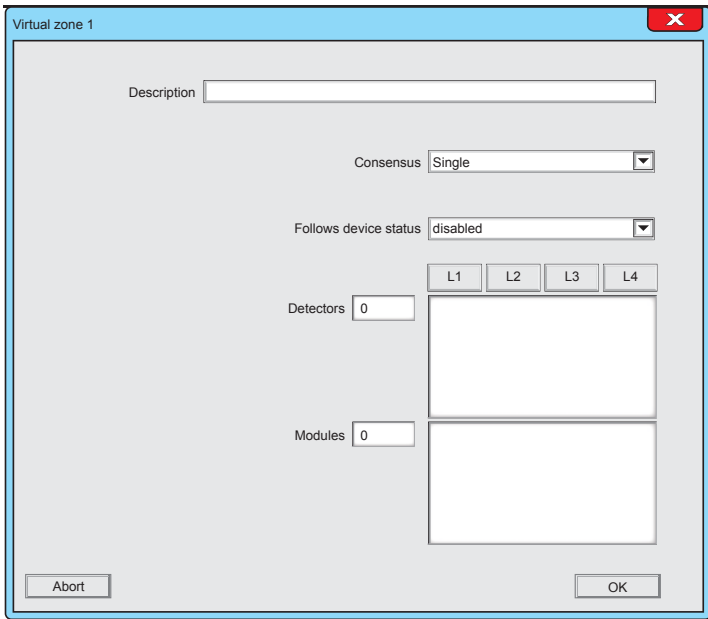 Virtual zone 1
Description
Consensus Single
Follows device status disabled
L1 L2 L3 L4
Detectors 0
Modules 0
Abort OK